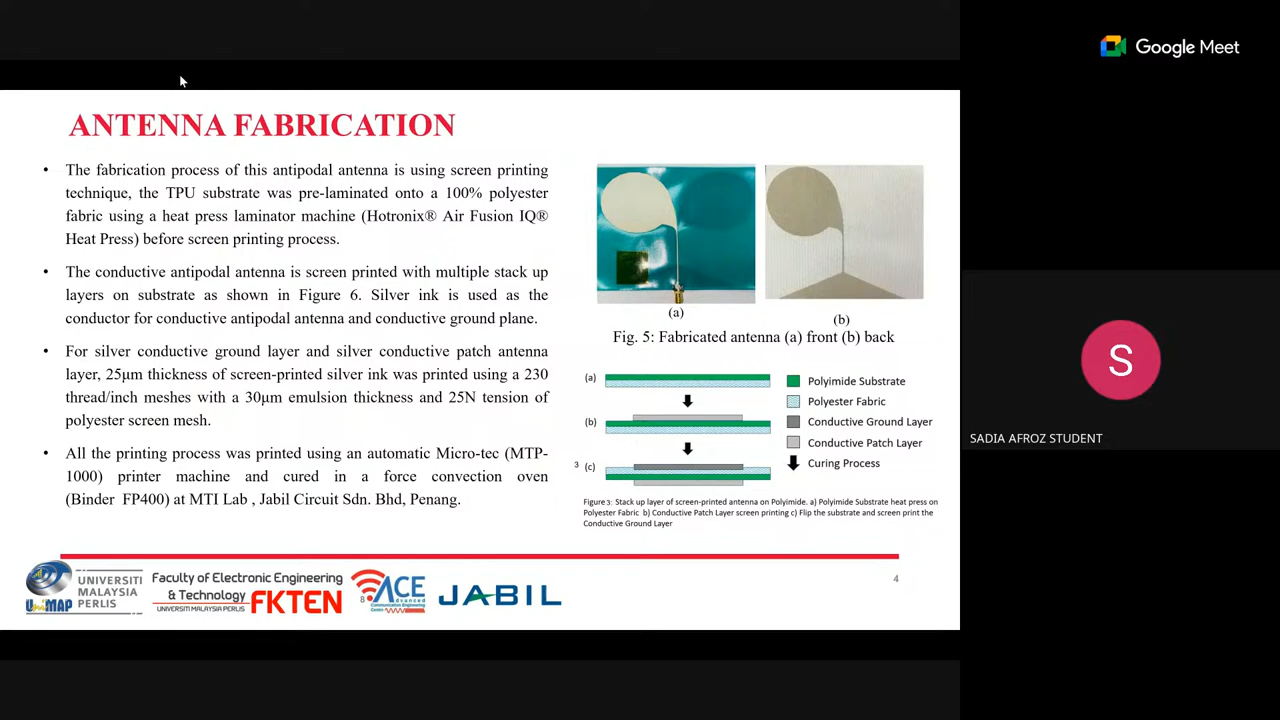 Google Meet
ANTENNA FABRICATION
• The fabrication process of this antipodal antenna is using screen printing
technique, the TPU substrate was pre-laminated onto a 100% polyester
fabric using a heat press laminator machine (Hotronix® Air Fusion IQ®
Heat Press) before screen printing process.
• The conductive antipodal antenna is screen printed with multiple stack up
layers on substrate as shown in Figure 6. Silver ink is used as the
conductor for conductive antipodal antenna and conductive ground plane.
• For silver conductive ground layer and silver conductive patch antenna
layer, 25μm thickness of screen-printed silver ink was printed using a 230
thread/inch meshes with a 30μm emulsion thickness and 25N tension of
polyester screen mesh.
• All the printing process was printed using an automatic Micro-tec (MTP-
1000) printer machine and cured in a force convection oven
(Binder FP400) at MTI Lab , Jabil Circuit Sdn. Bhd, Penang.
(a)
(b)
Fig. 5: Fabricated antenna (a) front (b) back
(a)
(b)
3 (c)
Polyimide Substrate
Polyester Fabric
Conductive Ground Layer
Conductive Patch Layer
Curing Process
Figure 3: Stack up layer of screen-printed antenna on Polyimide. a) Polyimide Substrate heat press on
Polyester Fabric b) Conductive Patch Layer screen printing c) Flip the substrate and screen print the
Conductive Ground Layer
4
UniMAP
UNIVERSITI
MALAYSIA
PERLIS
Faculty of Electronic Engineering
& Technology
UNIVERSITI MALAYSIA PERLIS
FKTEN
8
ACE
Advanced
Communication Engineering
Centre
JABIL
S
SADIA AFROZ STUDENT